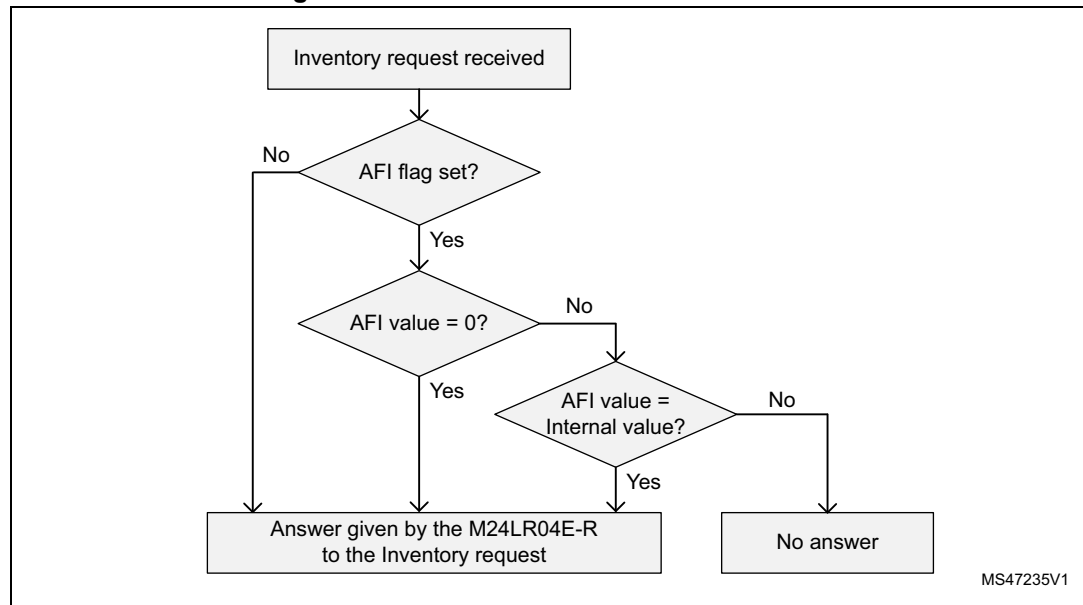 Inventory request received
No
AFI flag set?
Yes
No
AFI value = 0?
Yes
AFI value =
Internal value?
No
Yes
Answer given by the M24LR04E-R
to the Inventory request
No answer
MS47235V1